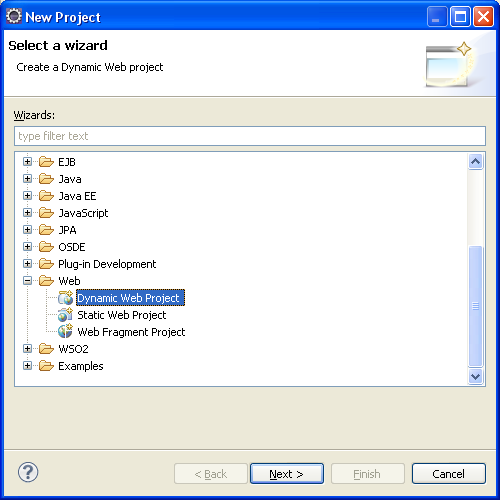 New Project
Select a wizard
Create a Dynamic Web project
Wizards:
type filter text
EJB
Java
Java EE
JavaScript
JPA
OSDE
Plug-in Development
Web
Dynamic Web Project
Static Web Project
Web Fragment Project
WSO2
Examples
? < Back Next > Finish Cancel